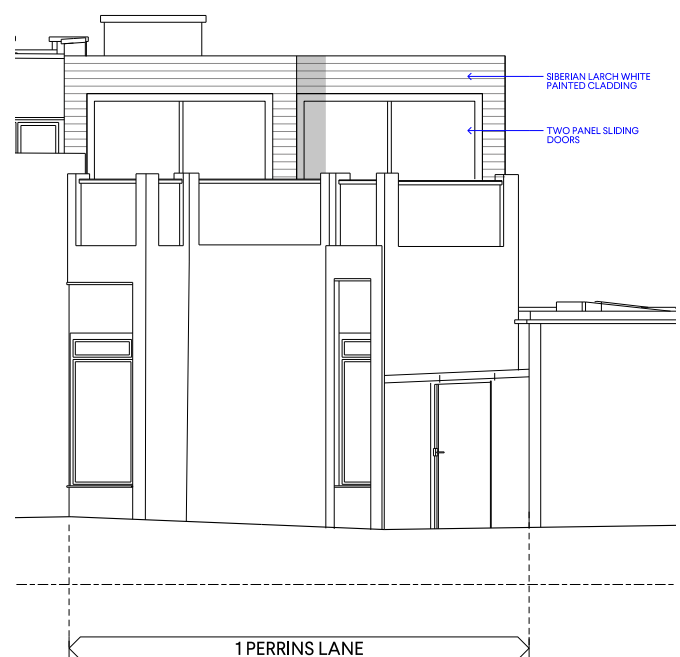 SIBERIAN LARCH WHITE
PAINTED CLADDING
TWO PANEL SLIDING
DOORS
1 PERRINS LANE